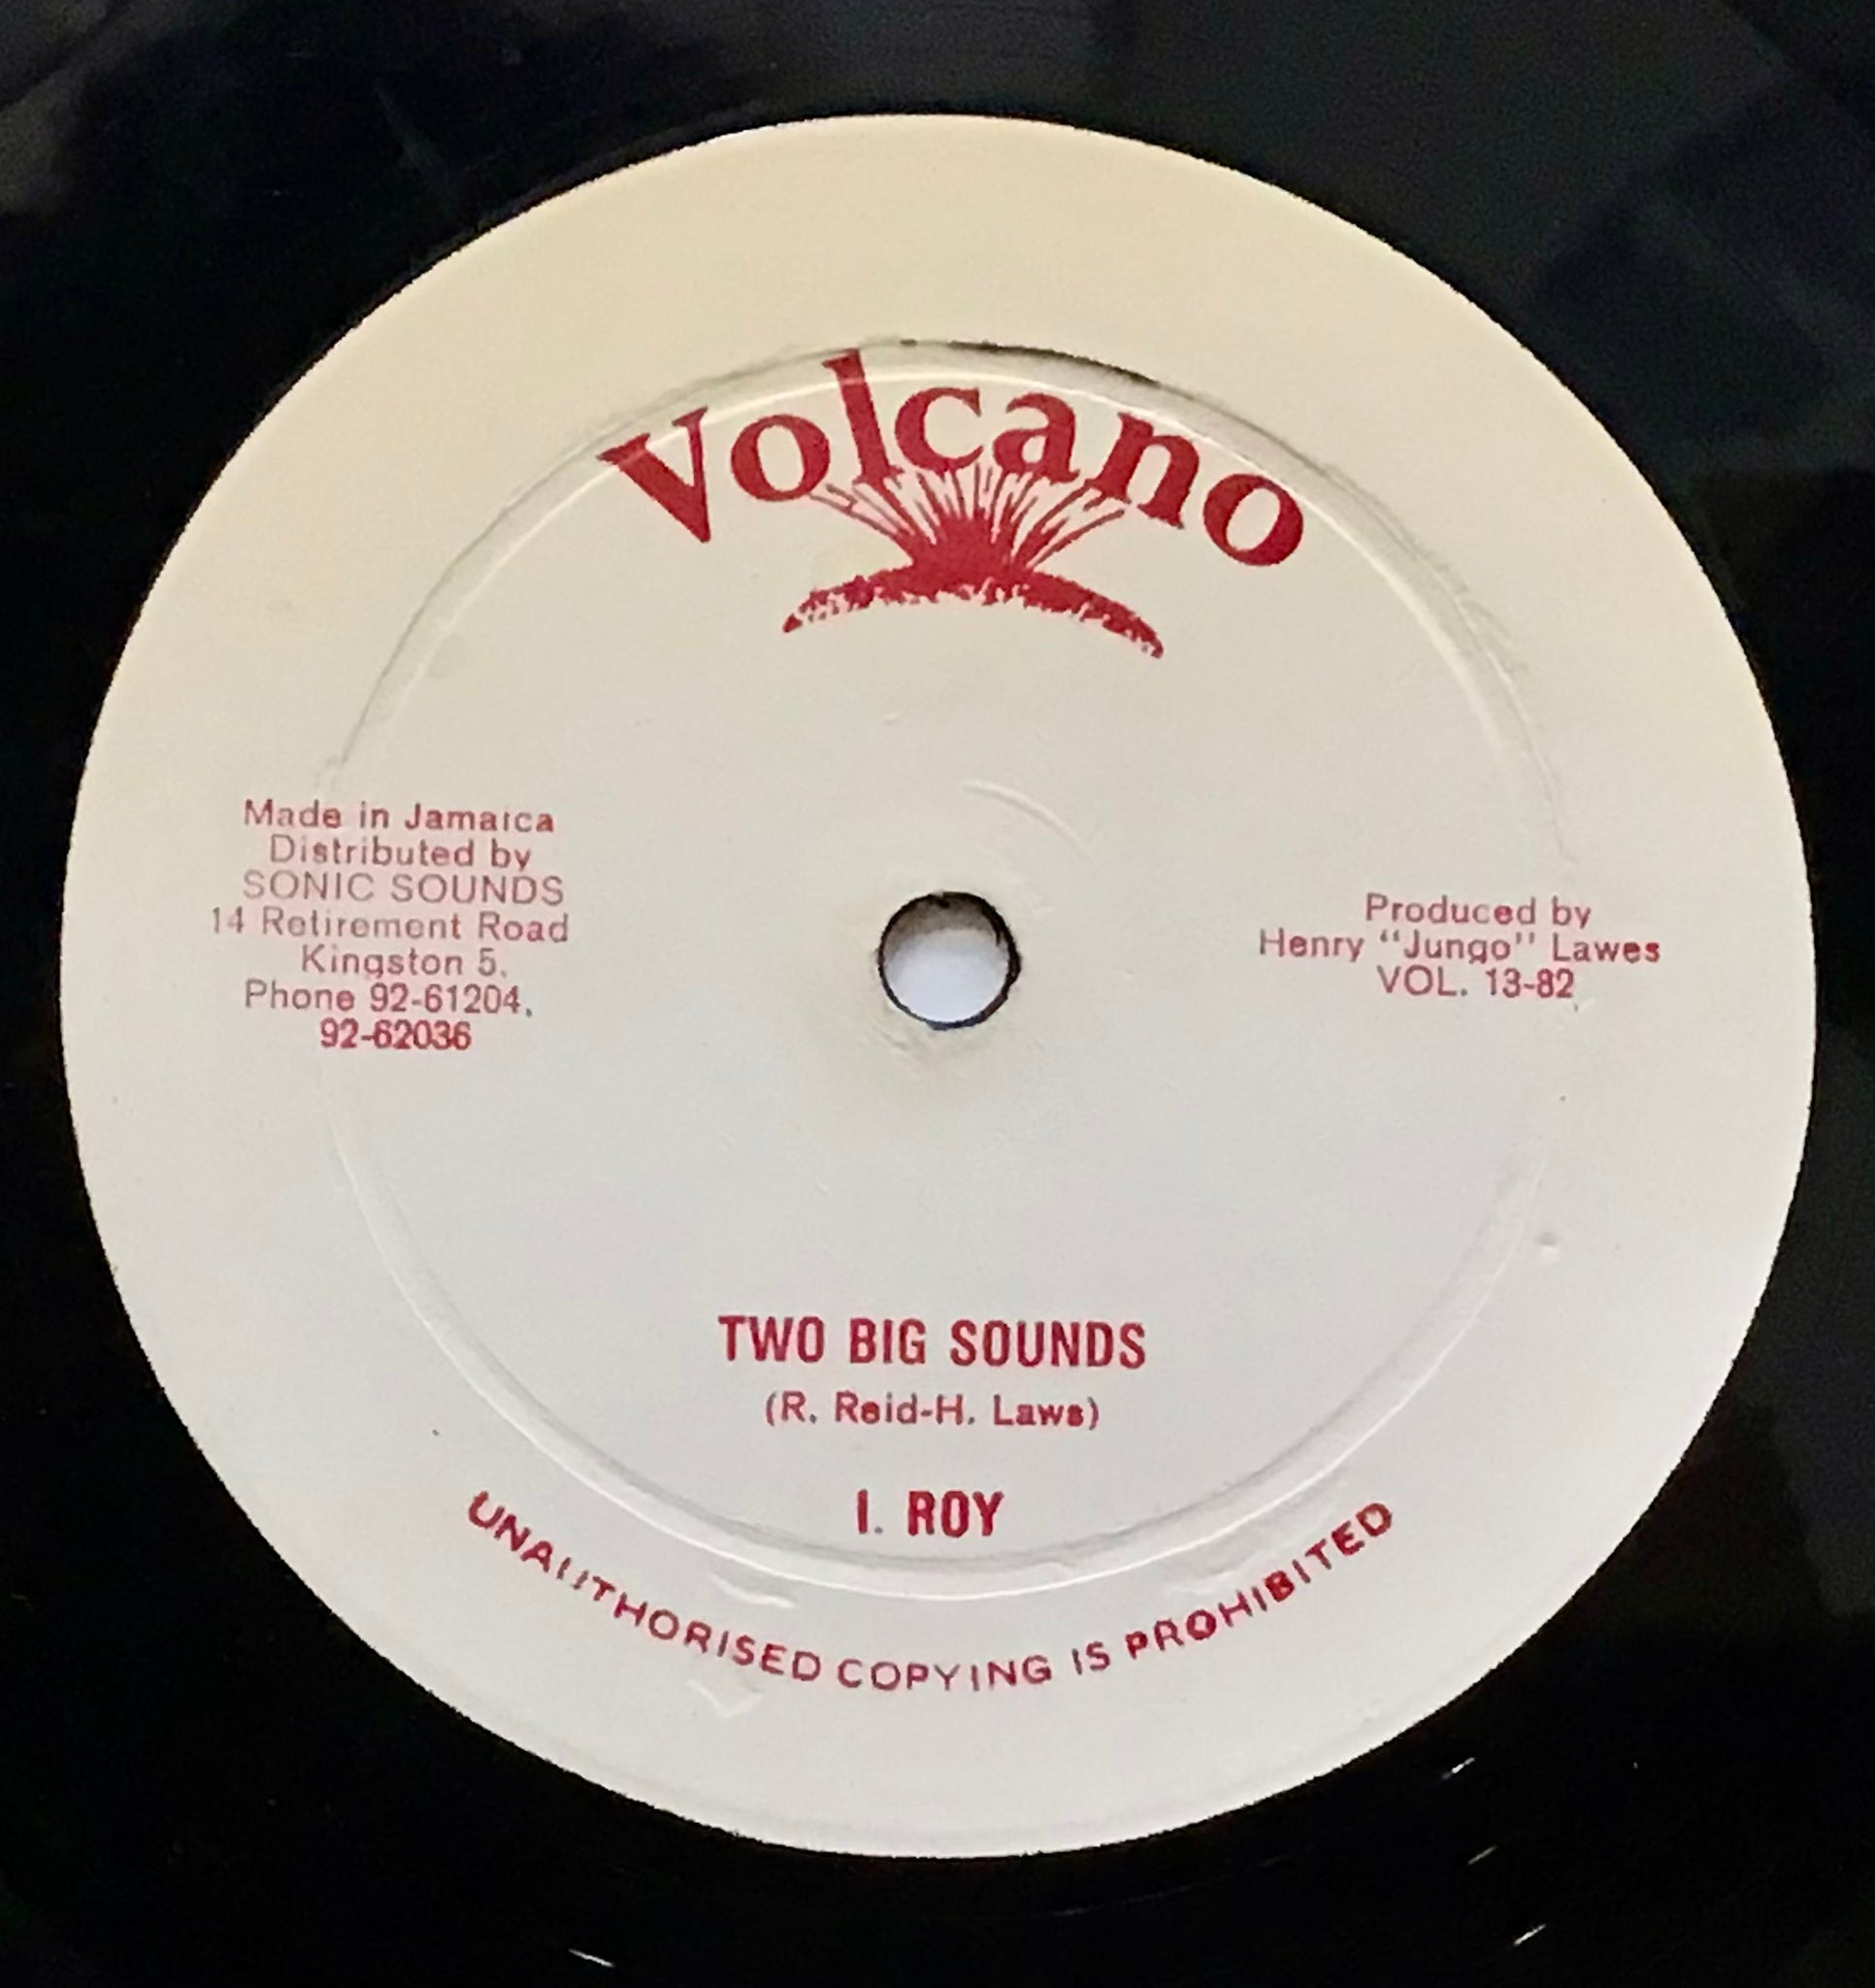 Volcano
Made in Jamaica
Distributed by
SONIC SOUNDS
14 Retirement Road
Kingston 5.
Phone 92-61204,
92-62036
Produced by
Henry "Jungo" Lawes
VOL. 13-82
TWO BIG SOUNDS
(R. Reid-H. Laws)
I. ROY
UNAUTHORISED COPYING IS PROHIBITED